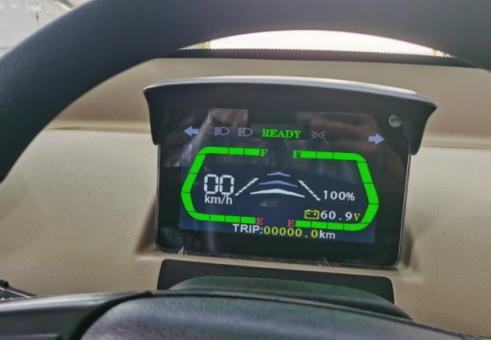 READY
F F
00
km/h
100%
60.9V
E E
TRIP:00000.0km